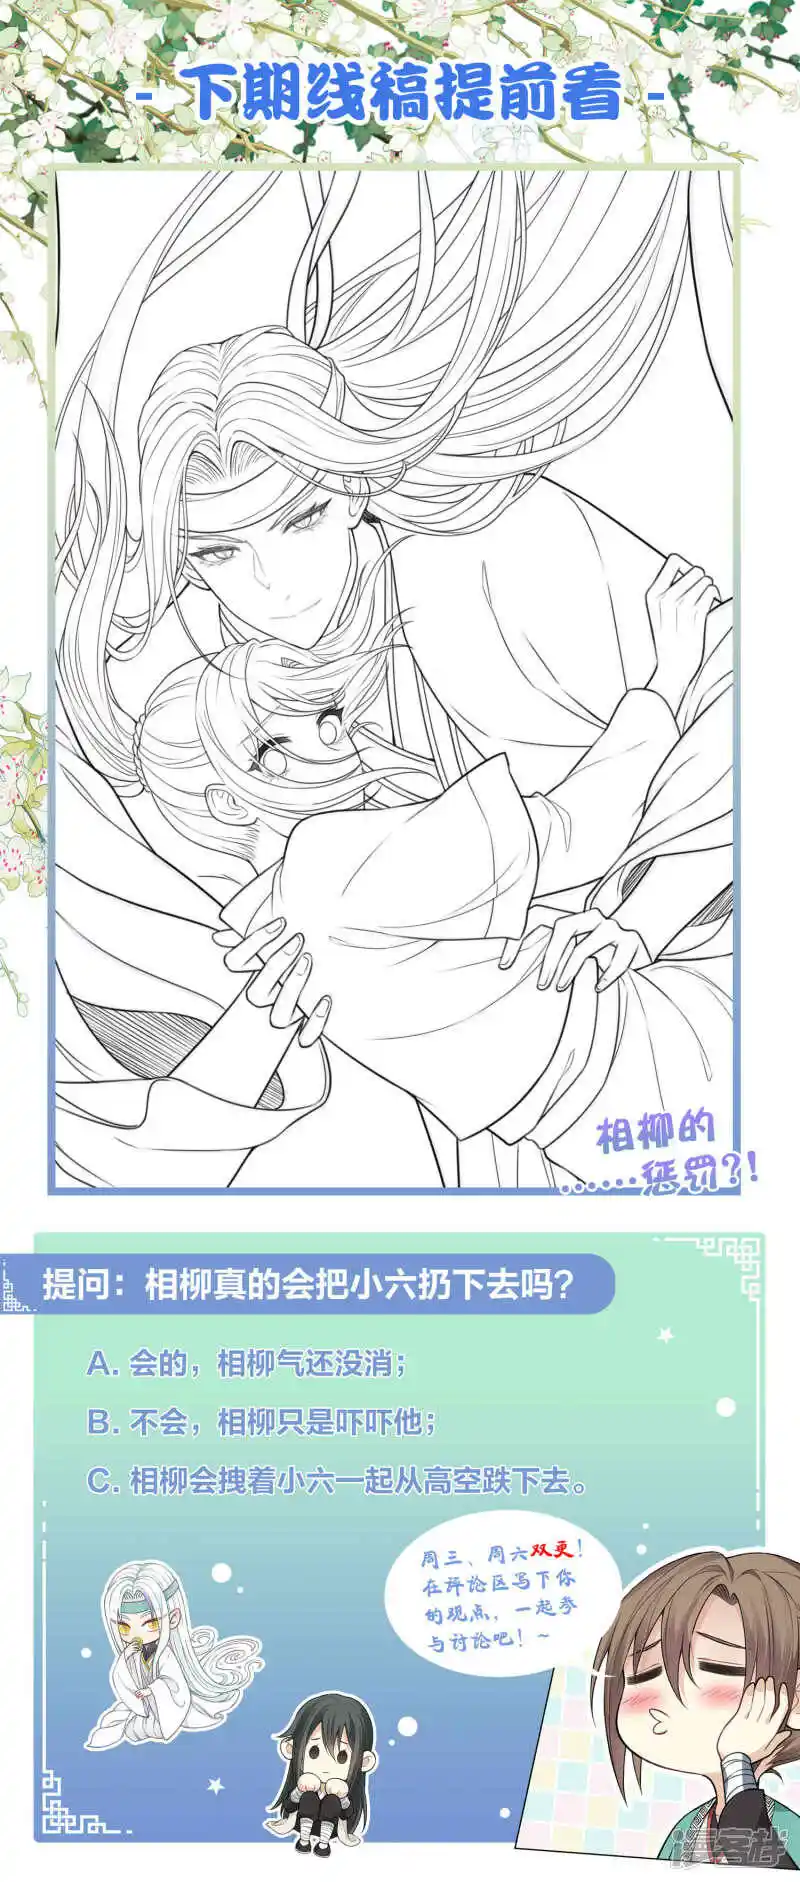 - 下期线稿提前看 -
相柳的
......惩罚?!
提问：相柳真的会把小六扔下去吗？
A. 会的，相柳气还没消；
B. 不会，相柳只是吓吓他；
C. 相柳会拽着小六一起从高空跌下去。
周三、周六双更！
在评论区写下你
的观点，一起参
与讨论吧！~
漫客栈